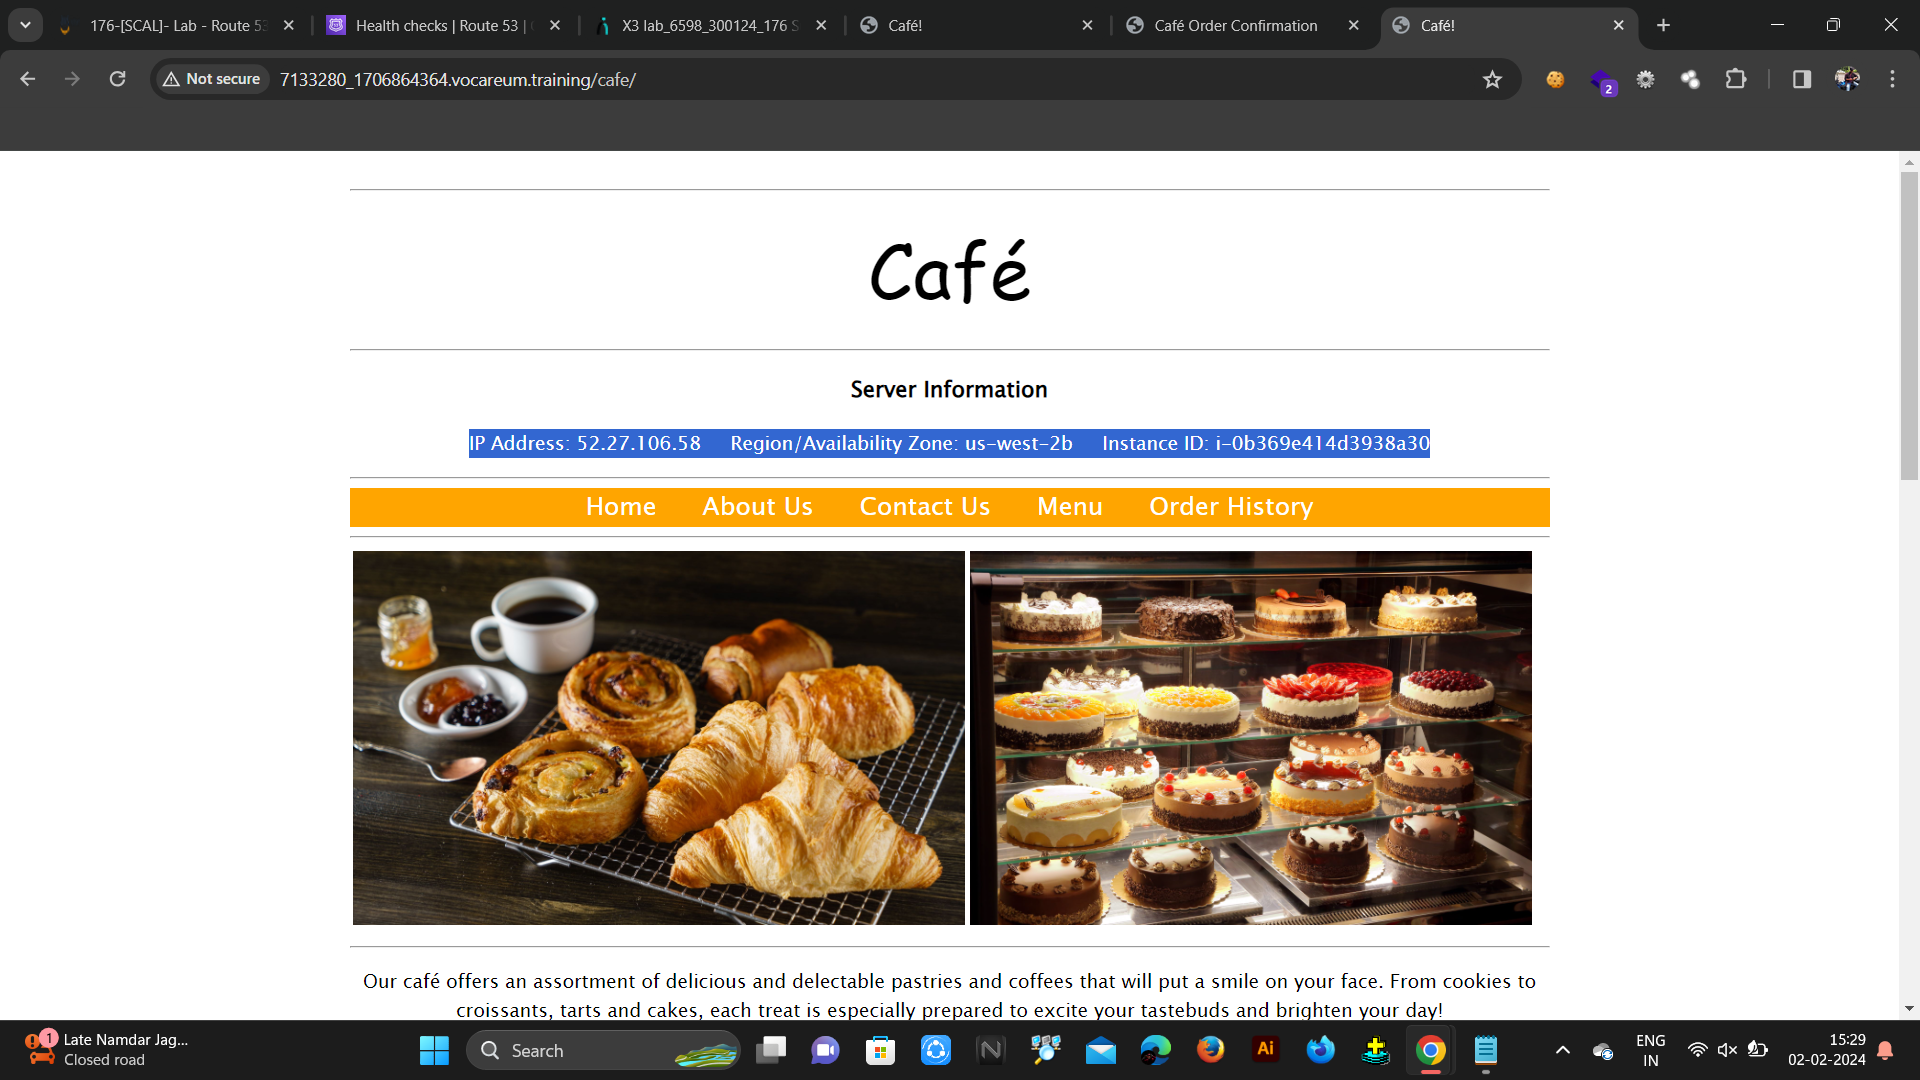 176-[SCAL]- Lab - Route 53
Health checks | Route 53 |
X3 lab_6598_300124_176 S
Café!
Café Order Confirmation
Café!
Not secure
7133280_1706864364.vocareum.training/cafe/
2
Café
Server Information
IP Address: 52.27.106.58 Region/Availability Zone: us-west-2b Instance ID: i-0b369e414d3938a30
Home About Us Contact Us Menu Order History
Our café offers an assortment of delicious and delectable pastries and coffees that will put a smile on your face. From cookies to
croissants, tarts and cakes, each treat is especially prepared to excite your tastebuds and brighten your day!
1
Late Namdar Jag...
Closed road
Search
N
Ai
ENG
IN
15:29
02-02-2024